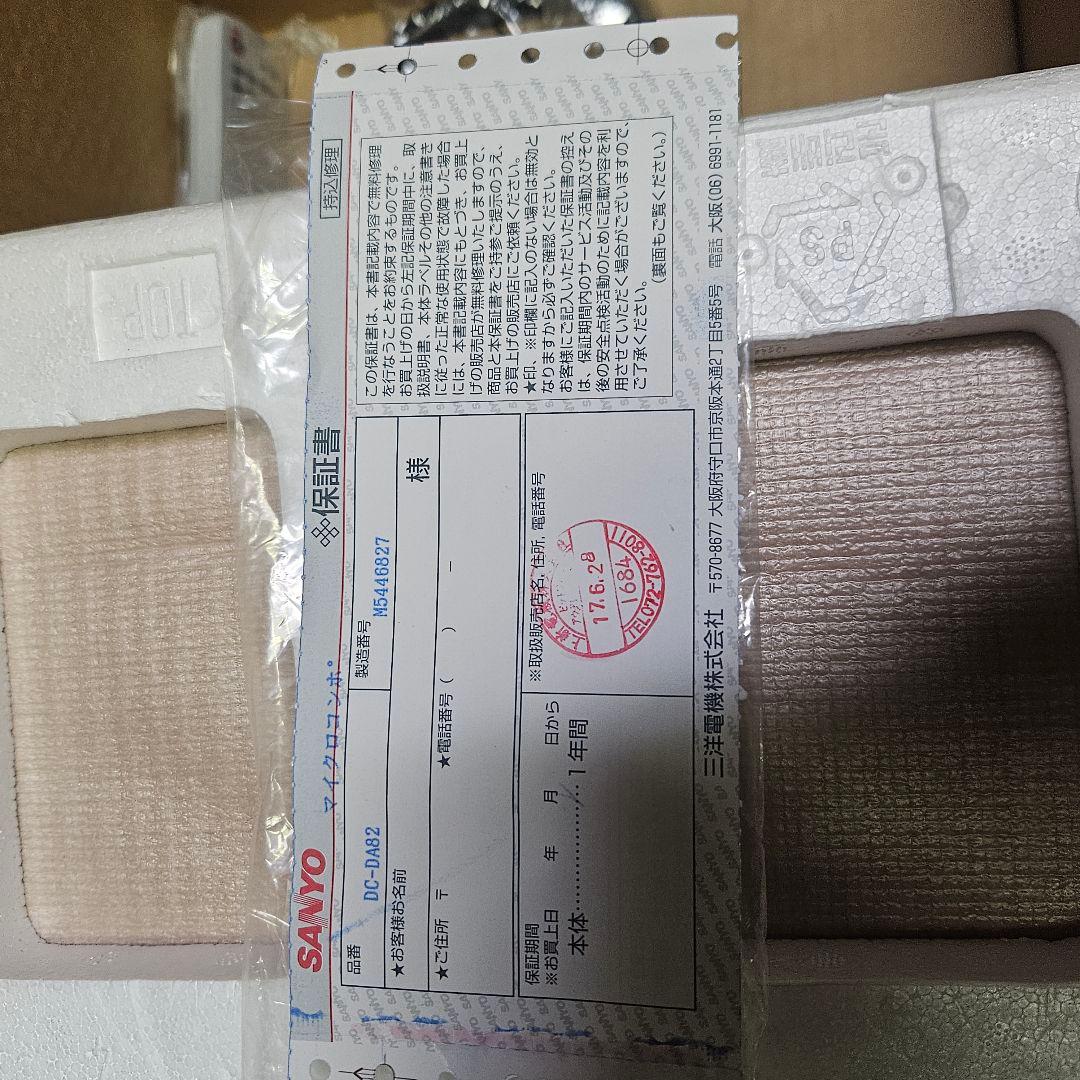 SANYO
マイクロコンポ
保証書
持込修理
品番
DC-DA82
製造番号
M5446827
★お客様お名前
様
★ご住所 〒
★電話番号( ) -
保証期間
※お買上日 年 月 日から
本体………………1年間
※取扱販売店名、住所、電話番号
17.6.28
1684
TEL072-762-
1108-
この保証書は、本書記載内容で無料修理
を行なうことをお約束するものです。
お買上げの日から左記保証期間中に、取
扱説明書、本体ラベルその他の注意書き
に従った正常な使用状態で故障した場合
には、本書記載内容にもとづき、お買上
げの販売店が無料修理いたしますので、
商品と本保証書をご持参ご提示のうえ、
お買上げの販売店にご依頼ください。
★印、※印欄に記入のない場合は無効と
なりますから必ずご確認ください。
お客様にご記入いただいた保証書の控え
は、保証期間内のサービス活動及びその
後の安全点検活動のために記載内容を利
用させていただく場合がございますので、
ご了承ください。
(裏面もご覧ください。)
三洋電機株式会社 〒570-8677 大阪府守口市京阪本通2丁目5番5号 電話 大阪(06)6991-1181
TOP
PS